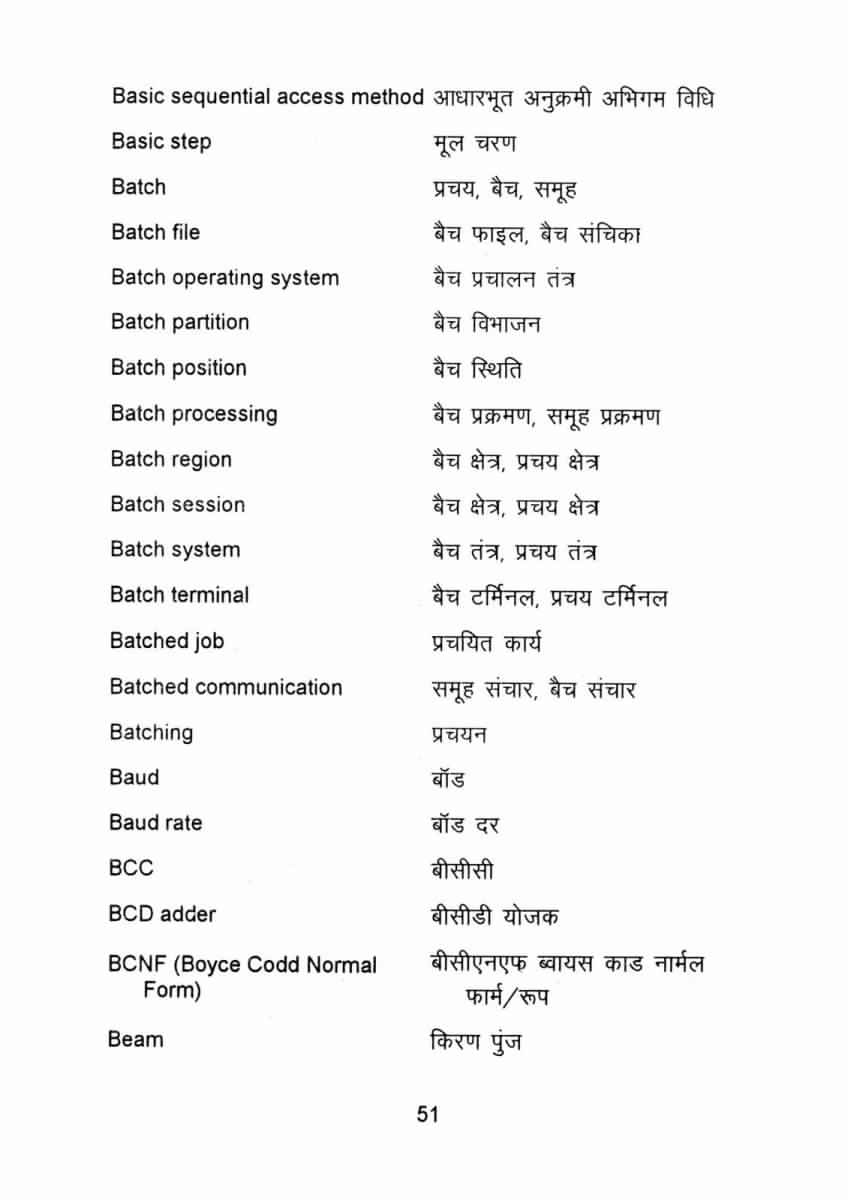 Basic sequential access method आधारभूत अनुक्रमी अभिगम विधि
Basic step मूल चरण
Batch प्रचय, बैच, समूह
Batch file बैच फाइल, बैच संचिका
Batch operating system बैच प्रचालन तंत्र
Batch partition बैच विभाजन
Batch position बैच स्थिति
Batch processing बैच प्रक्रमण, समूह प्रक्रमण
Batch region बैच क्षेत्र, प्रचय क्षेत्र
Batch session बैच क्षेत्र, प्रचय क्षेत्र
Batch system बैच तंत्र, प्रचय तंत्र
Batch terminal बैच टर्मिनल, प्रचय टर्मिनल
Batched job प्रचयित कार्य
Batched communication समूह संचार, बैच संचार
Batching प्रचयन
Baud बॉड
Baud rate बॉड दर
BCC बीसीसी
BCD adder बीसीडी योजक
BCNF (Boyce Codd Normal बीसीएनएफ ब्वायस काड नार्मल
Form) फार्म/रूप
Beam किरण पुंज
51